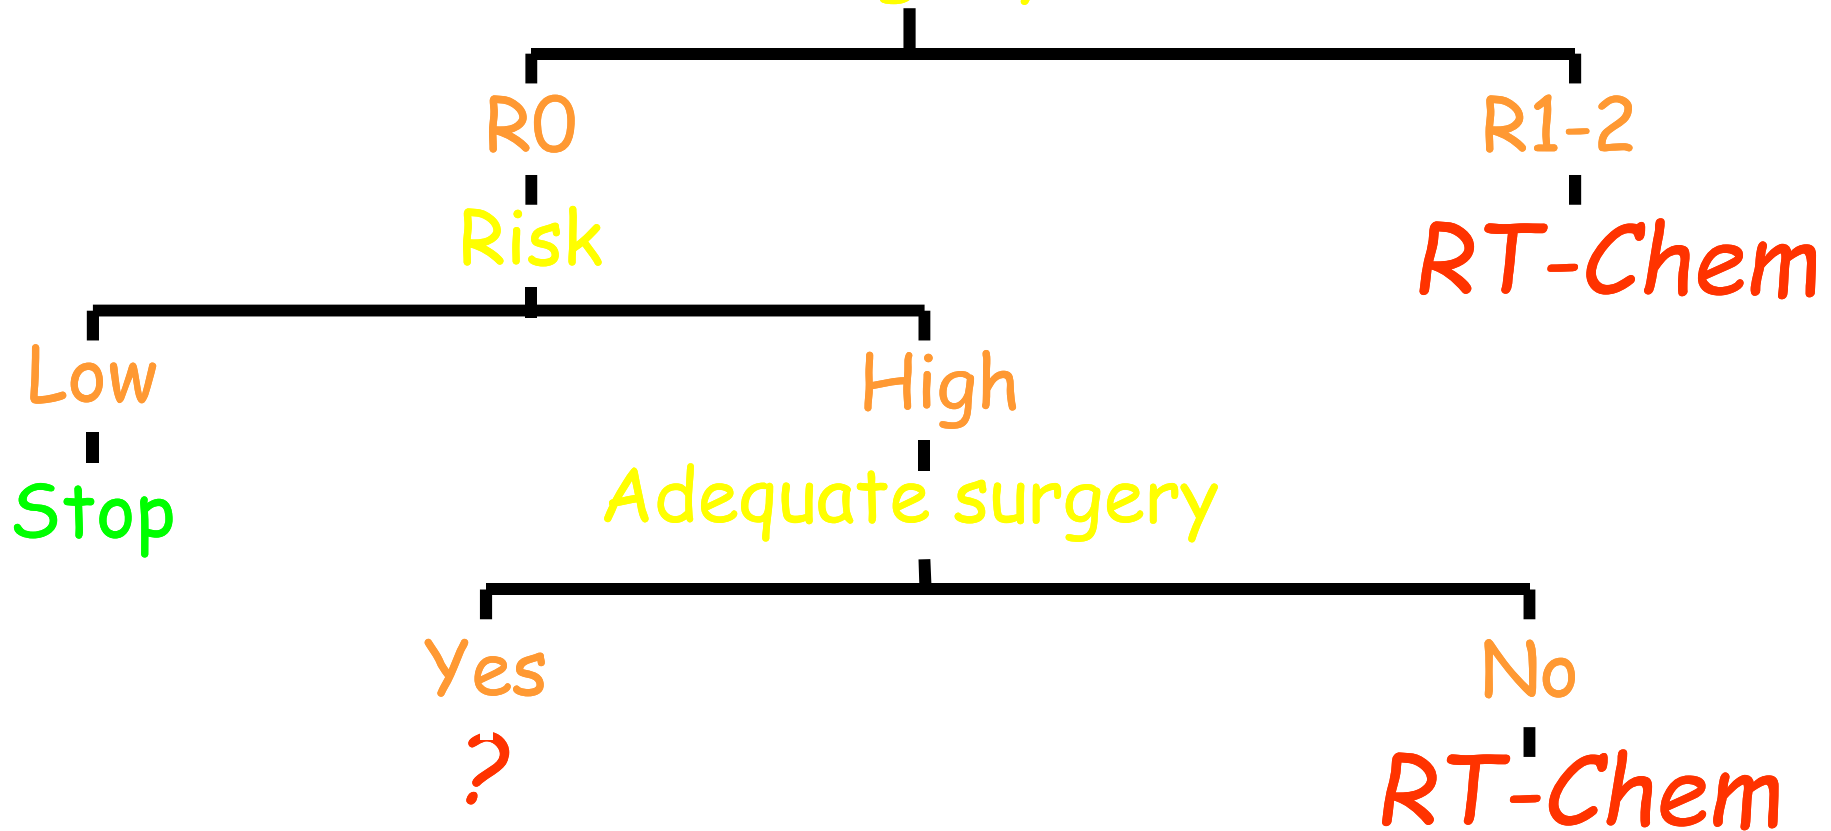 R0 R1-2
Risk RT-Chem
Low High
Stop Adequate surgery
Yes No
? RT-Chem